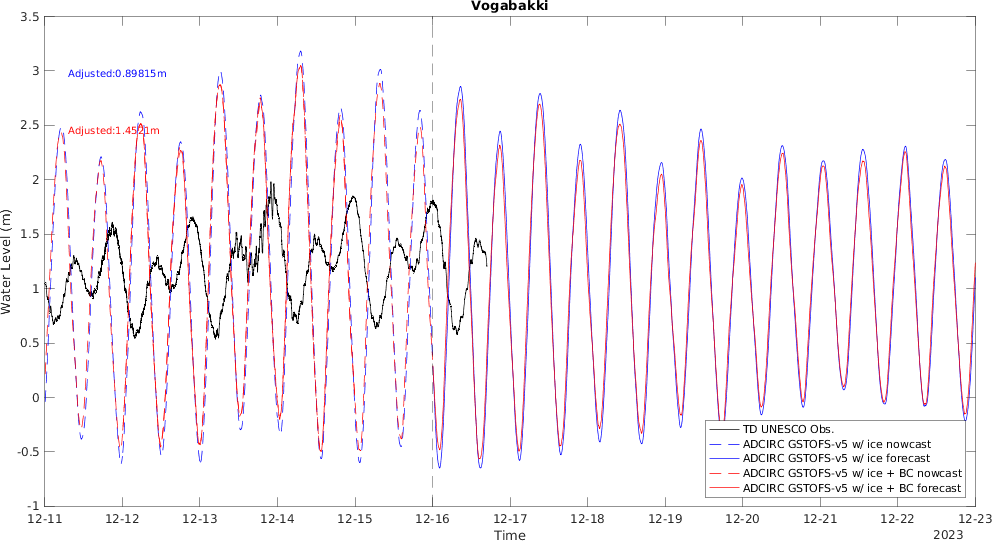 Vogabakki
3.5
3
2.5
2
1.5
1
0.5
0
-0.5
-1
Water Level (m)
Adjusted:0.89815m
Adjusted:1.4521m
TD UNESCO Obs.
ADCIRC GSTOFS-v5 w/ ice nowcast
ADCIRC GSTOFS-v5 w/ ice forecast
ADCIRC GSTOFS-v5 w/ ice + BC nowcast
ADCIRC GSTOFS-v5 w/ ice + BC forecast
12-11 12-12 12-13 12-14 12-15 12-16 12-17 12-18 12-19 12-20 12-21 12-22 12-23
Time
2023